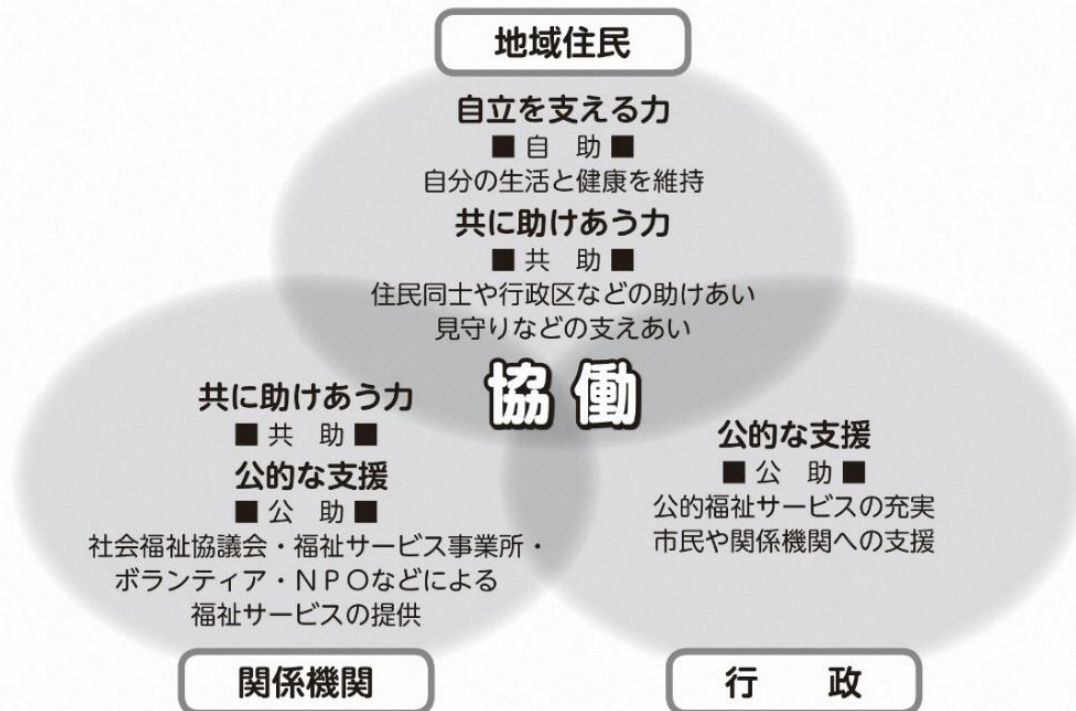 地域住民
自立を支える力
■ 自　助 ■
自分の生活と健康を維持
共に助けあう力
■ 共　助 ■
住民同士や行政区などの助けあい
見守りなどの支えあい
協働
共に助けあう力
■ 共　助 ■
公的な支援
■ 公　助 ■
社会福祉協議会・福祉サービス事業所・
ボランティア・ＮＰＯなどによる
福祉サービスの提供
関係機関
公的な支援
■ 公　助 ■
公的福祉サービスの充実
市民や関係機関への支援
行　　政